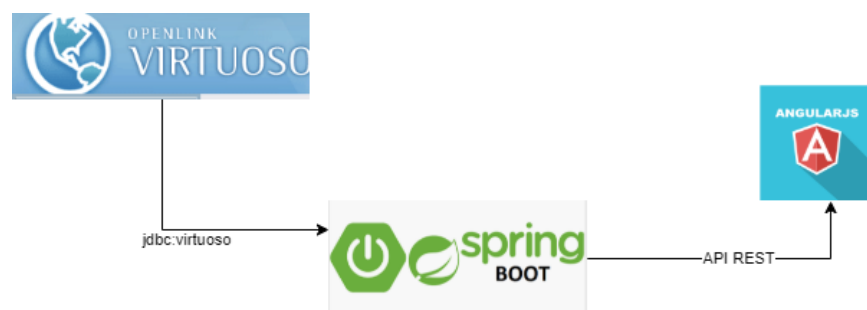 OPENLINK
VIRTUOSO
ANGULARJS
A
jdbc:virtuoso
spring
BOOT
API REST